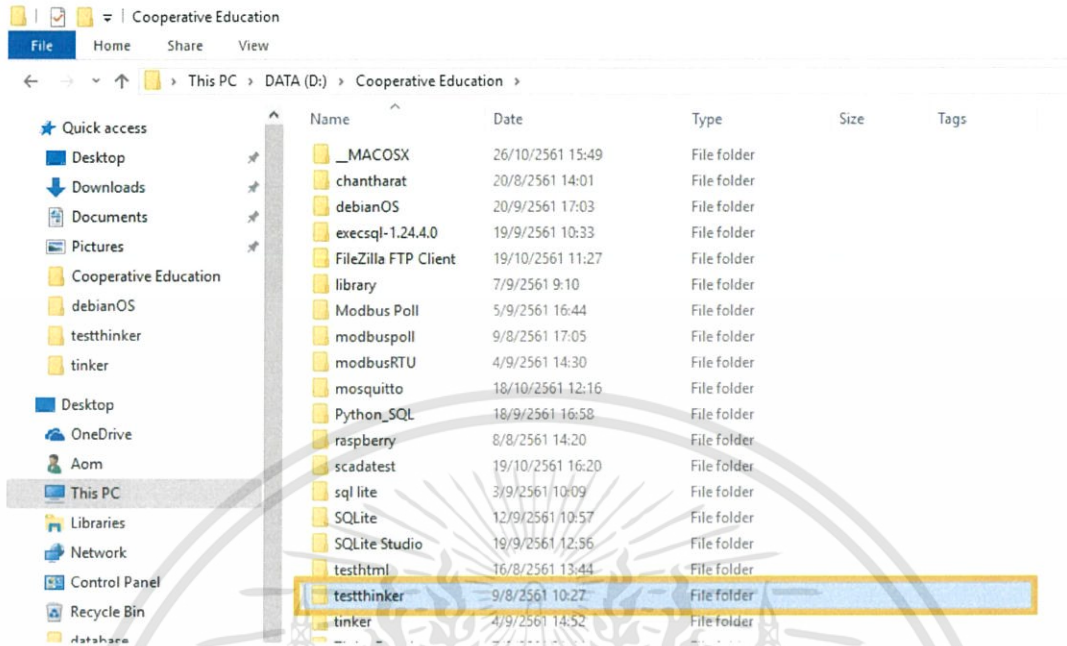 Cooperative Education
File Home Share View
This PC > DATA (D:) > Cooperative Education >
Quick access
Desktop
Downloads
Documents
Pictures
Cooperative Education
debianOS
testthinker
tinker
Desktop
OneDrive
Aom
This PC
Libraries
Network
Control Panel
Recycle Bin
database
Name Date Type Size Tags
__MACOSX 26/10/2561 15:49 File folder
chantharat 20/8/2561 14:01 File folder
debianOS 20/9/2561 17:03 File folder
execsql-1.24.4.0 19/9/2561 10:33 File folder
FileZilla FTP Client 19/10/2561 11:27 File folder
library 7/9/2561 9:10 File folder
Modbus Poll 5/9/2561 16:44 File folder
modbuspoll 9/8/2561 17:05 File folder
modbusRTU 4/9/2561 14:30 File folder
mosquitto 18/10/2561 12:16 File folder
Python_SQL 18/9/2561 16:58 File folder
raspberry 8/8/2561 14:20 File folder
scadatest 19/10/2561 16:20 File folder
sql lite 3/9/2561 10:09 File folder
SQLite 12/9/2561 10:57 File folder
SQLite Studio 19/9/2561 12:56 File folder
testhtml 16/8/2561 13:44 File folder
testthinker 9/8/2561 10:27 File folder
tinker 4/9/2561 14:52 File folder